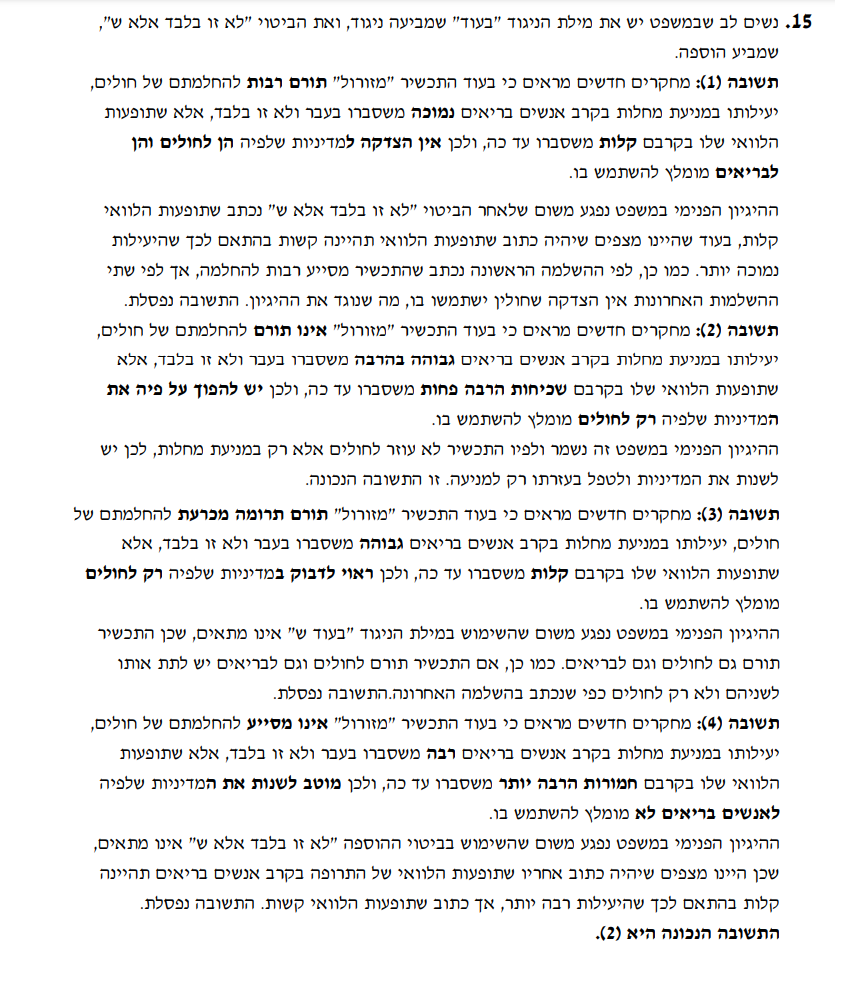 15. נשים לב שבמשפט יש את מילת הניגוד "בעוד" שמביעה ניגוד, ואת הביטוי "לא זו בלבד אלא ש",
שמביע הוספה.
תשובה (1): מחקרים חדשים מראים כי בעוד התכשיר "מזורול" תורם רבות להחלמתם של חולים,
יעילותו במניעת מחלות בקרב אנשים בריאים נמוכה משסברו בעבר ולא זו בלבד, אלא שתופעות
הלוואי שלו בקרבם קלות משסברו עד כה, ולכן אין הצדקה למדיניות שלפיה הן לחולים והן
לבריאים מומלץ להשתמש בו.
ההיגיון הפנימי במשפט נפגע משום שלאחר הביטוי "לא זו בלבד אלא ש" נכתב שתופעות הלוואי
קלות, בעוד שהיינו מצפים שיהיה כתוב שתופעות הלוואי תהיינה קשות בהתאם לכך שהיעילות
נמוכה יותר. כמו כן, לפי ההשלמה הראשונה נכתב שהתכשיר מסייע רבות להחלמה, אך לפי שתי
ההשלמות האחרונות אין הצדקה שחולין ישתמשו בו, מה שנוגד את ההיגיון. התשובה נפסלת.
תשובה (2): מחקרים חדשים מראים כי בעוד התכשיר "מזורול" אינו תורם להחלמתם של חולים,
יעילותו במניעת מחלות בקרב אנשים בריאים גבוהה בהרבה משסברו בעבר ולא זו בלבד, אלא
שתופעות הלוואי שלו בקרבם שכיחות הרבה פחות משסברו עד כה, ולכן יש להפוך על פיה את
המדיניות שלפיה רק לחולים מומלץ להשתמש בו.
ההיגיון הפנימי במשפט זה נשמר ולפיו התכשיר לא עוזר לחולים אלא רק במניעת מחלות, לכן יש
לשנות את המדיניות ולטפל בעזרתו רק למניעה. זו התשובה הנכונה.
תשובה (3): מחקרים חדשים מראים כי בעוד התכשיר "מזורול" תורם תרומה מכרעת להחלמתם של
חולים, יעילותו במניעת מחלות בקרב אנשים בריאים גבוהה משסברו בעבר ולא זו בלבד, אלא
שתופעות הלוואי שלו בקרבם קלות משסברו עד כה, ולכן ראוי לדבוק במדיניות שלפיה רק לחולים
מומלץ להשתמש בו.
ההיגיון הפנימי במשפט נפגע משום שהשימוש במילת הניגוד "בעוד ש" אינו מתאים, שכן התכשיר
תורם גם לחולים וגם לבריאים. כמו כן, אם התכשיר תורם לחולים וגם לבריאים יש לתת אותו
לשניהם ולא רק לחולים כפי שנכתב בהשלמה האחרונה.התשובה נפסלת.
תשובה (4): מחקרים חדשים מראים כי בעוד התכשיר "מזורול" אינו מסייע להחלמתם של חולים,
יעילותו במניעת מחלות בקרב אנשים בריאים רבה משסברו בעבר ולא זו בלבד, אלא שתופעות
הלוואי שלו בקרבם חמורות הרבה יותר משסברו עד כה, ולכן מוטב לשנות את המדיניות שלפיה
לאנשים בריאים לא מומלץ להשתמש בו.
ההיגיון הפנימי במשפט נפגע משום שהשימוש בביטוי ההוספה "לא זו בלבד אלא ש" אינו מתאים,
שכן היינו מצפים שיהיה כתוב אחריו שתופעות הלוואי של התרופה בקרב אנשים בריאים תהיינה
קלות בהתאם לכך שהיעילות רבה יותר, אך כתוב שתופעות הלוואי קשות. התשובה נפסלת.
התשובה הנכונה היא (2).